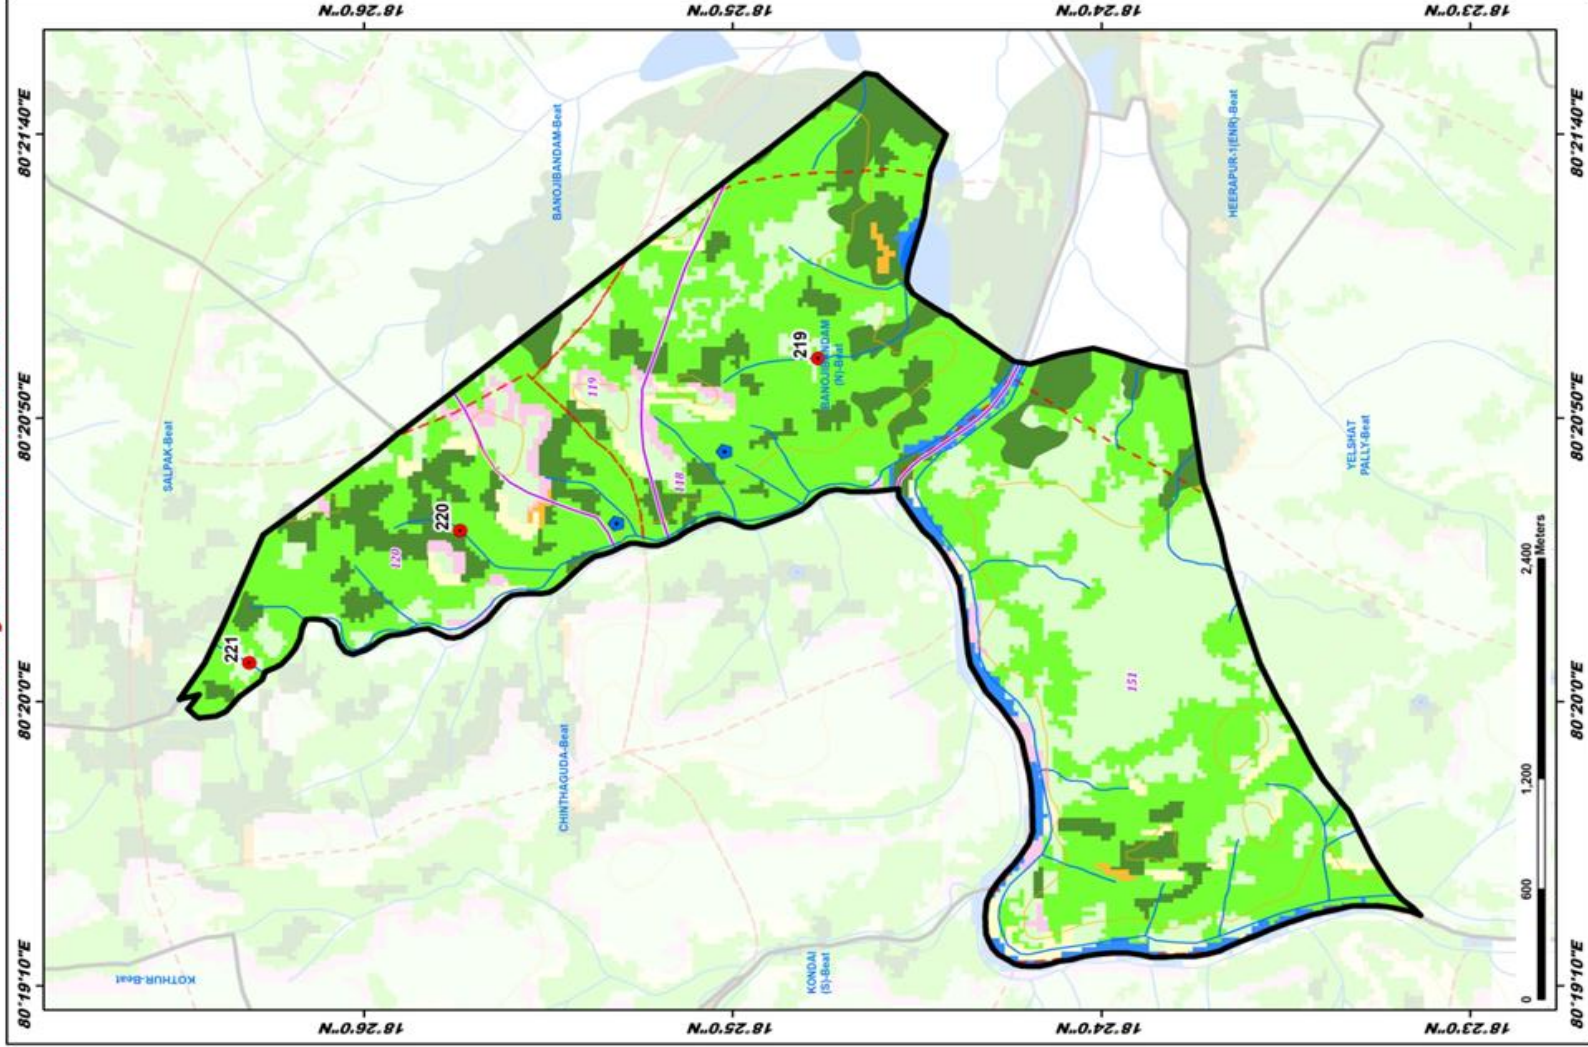 18°26'0"N
18°25'0"N
18°24'0"N
18°23'0"N
80°21'40"E
80°20'50"E
80°20'0"E
80°19'10"E
80°21'40"E
80°20'50"E
80°20'0"E
80°19'10"E
18°26'0"N
18°25'0"N
18°24'0"N
18°23'0"N
BANOJIBANDAM-Beat
HEERAPUR-1(ENR)-Beat
SALPAK-Beat
YELSHAT
PALLY-Beat
CHINTHAGUDA-Beat
KOTHUR-Beat
KONDAI
(S)-Beat
BANOJIBANDAM
(N)-Beat
219
220
221
118
119
120
151
0
600
1,200
2,400
Meters